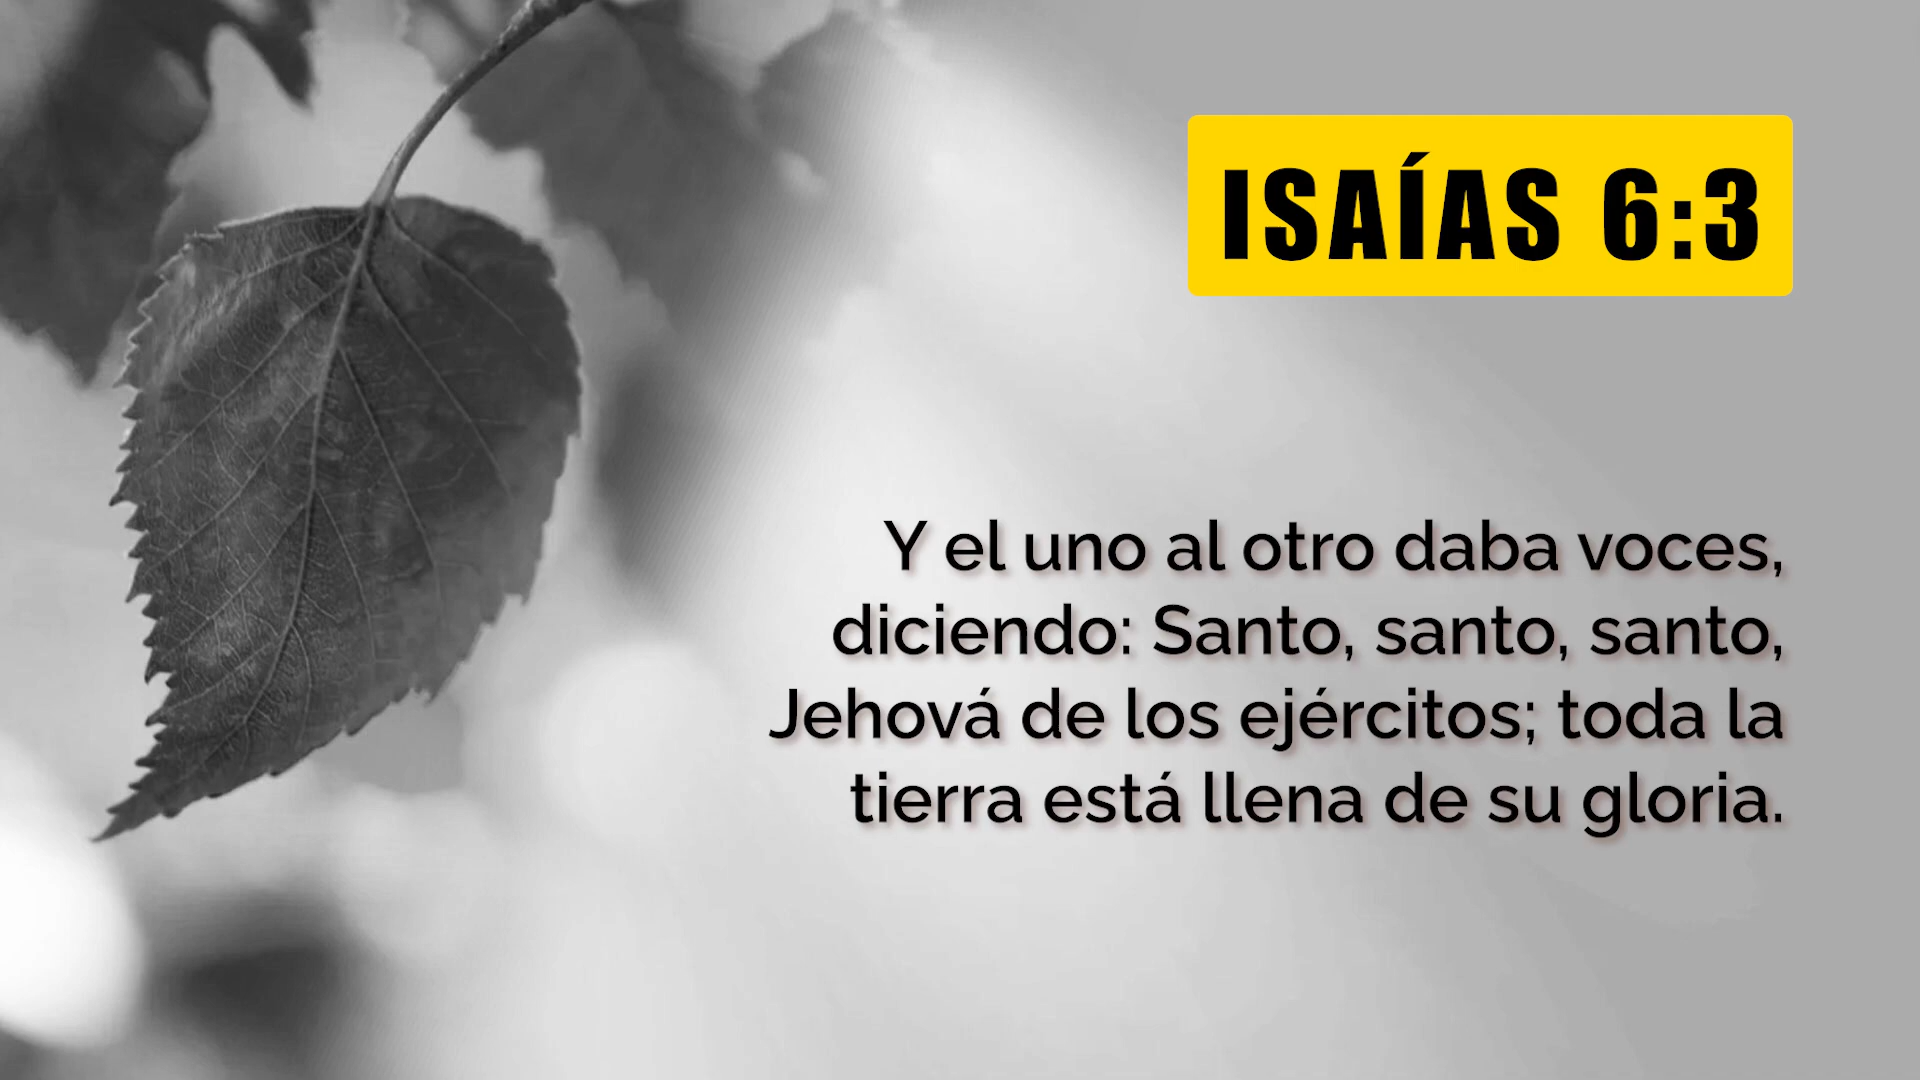 ISAÍAS 6:3
Y el uno al otro daba voces,
diciendo: Santo, santo, santo,
Jehová de los ejércitos; toda la
tierra está llena de su gloria.